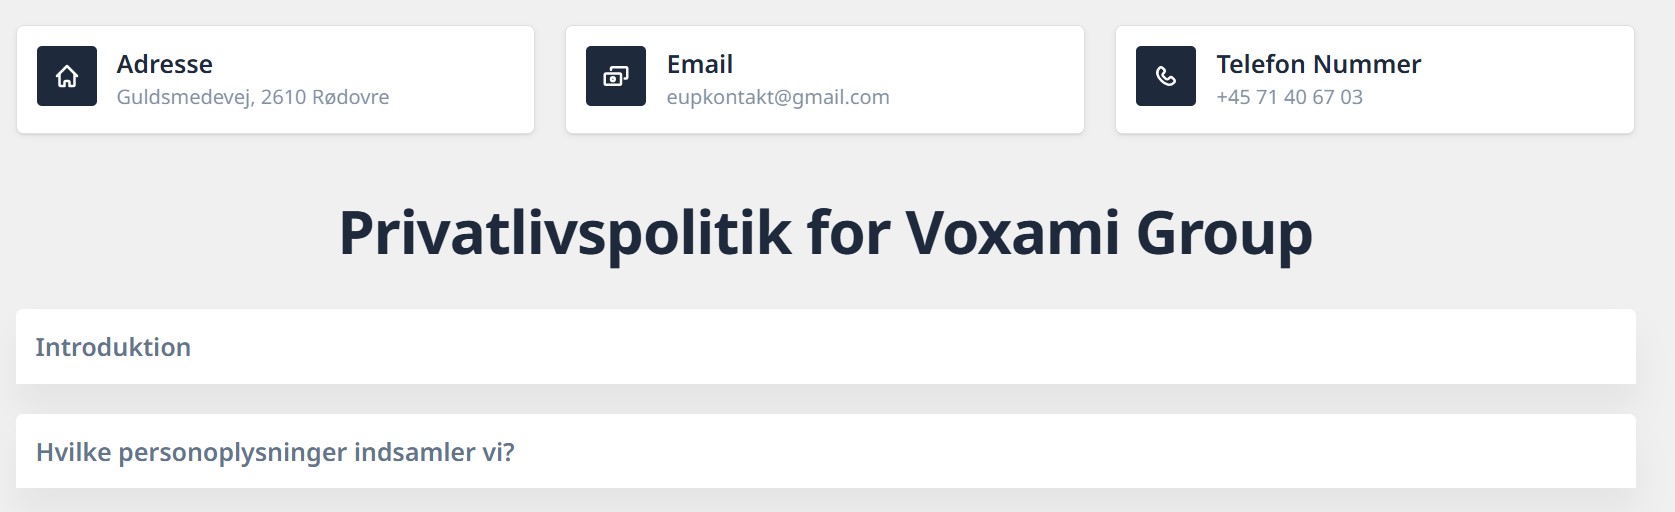 Adresse
Guldsmedevej, 2610 Rødovre
Email
eupkontakt@gmail.com
Telefon Nummer
+45 71 40 67 03
Privatlivspolitik for Voxami Group
Introduktion
Hvilke personoplysninger indsamler vi?